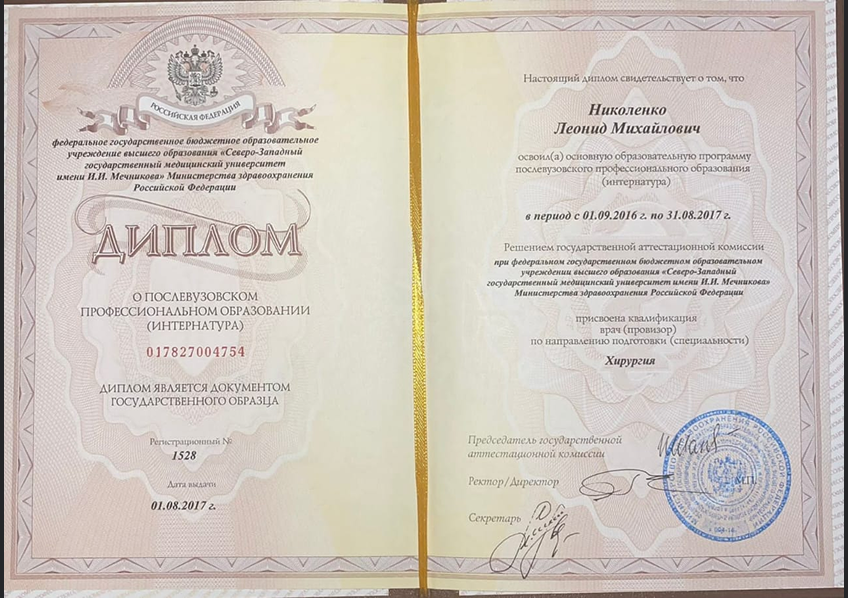 РОССИЙСКАЯ ФЕДЕРАЦИЯ
федеральное государственное бюджетное образовательное
учреждение высшего образования «Северо-Западный
государственный медицинский университет
имени И.И. Мечникова» Министерства здравоохранения
Российской Федерации
ДИПЛОМ
О ПОСЛЕВУЗОВСКОМ
ПРОФЕССИОНАЛЬНОМ ОБРАЗОВАНИИ
(ИНТЕРНАТУРА)
017827004754
ДИПЛОМ ЯВЛЯЕТСЯ ДОКУМЕНТОМ
ГОСУДАРСТВЕННОГО ОБРАЗЦА
Регистрационный №
1528
Дата выдачи
01.08.2017 г.
Настоящий диплом свидетельствует о том, что
Николенко
Леонид Михайлович
освоил(а) основную образовательную программу
послевузовского профессионального образования
(интернатура)
в период с 01.09.2016 г. по 31.08.2017 г.
Решением государственной аттестационной комиссии
при федеральном государственном бюджетном образовательном
учреждении высшего образования «Северо-Западный
государственный медицинский университет имени И.И. Мечникова»
Министерства здравоохранения Российской Федерации
присвоена квалификация
врач (провизор)
по направлению подготовки (специальности)
Хирургия
Председатель государственной
аттестационной комиссии
Ректор/Директор
М.П.
Секретарь